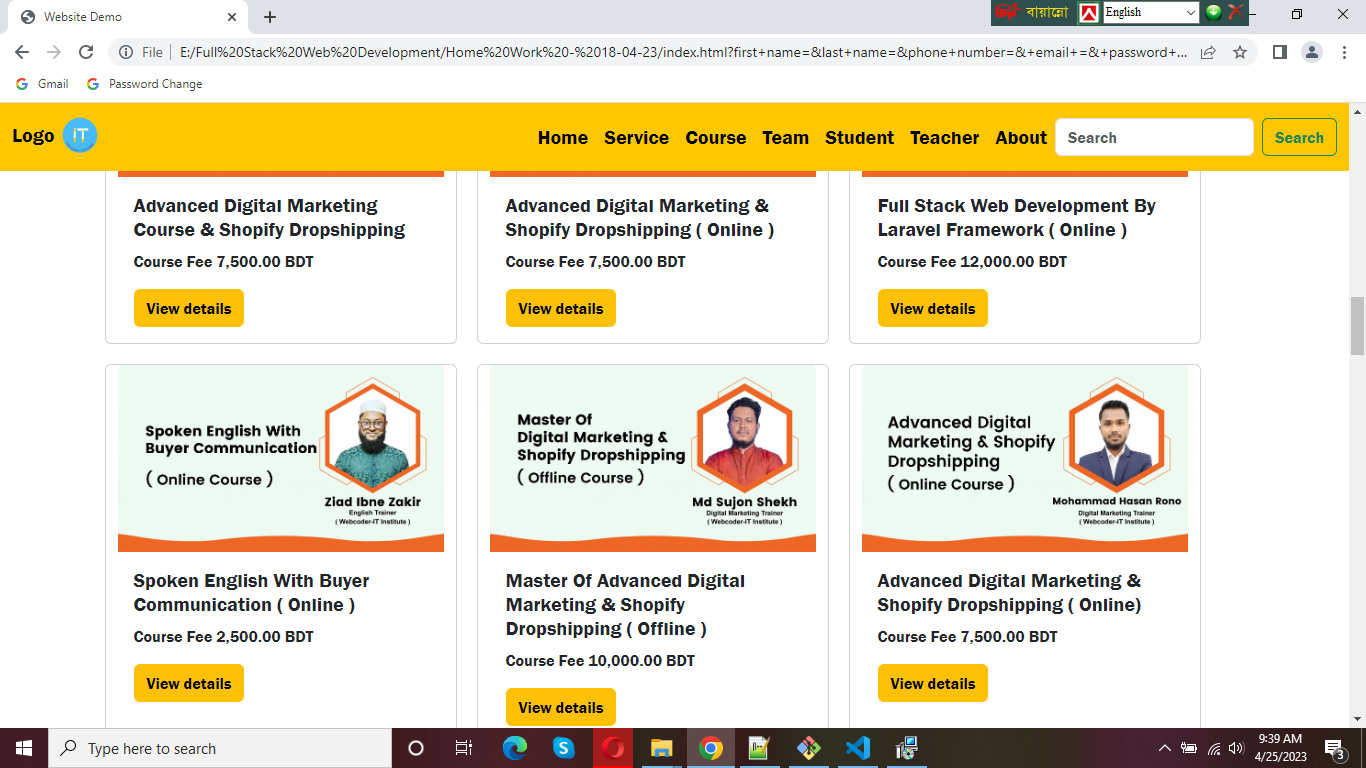 Website Demo
বায়ান্নো
English
File
E:/Full%20Stack%20Web%20Development/Home%20Work%20-%2018-04-23/index.html?first+name=&last+name=&phone+number=&+email+=&+password+...
Gmail
Password Change
Logo
iT
Home
Service
Course
Team
Student
Teacher
About
Search
Search
Advanced Digital Marketing
Course & Shopify Dropshipping
Course Fee 7,500.00 BDT
View details
Advanced Digital Marketing &
Shopify Dropshipping ( Online )
Course Fee 7,500.00 BDT
View details
Full Stack Web Development By
Laravel Framework ( Online )
Course Fee 12,000.00 BDT
View details
Spoken English With
Buyer Communication
( Online Course )
Ziad Ibne Zakir
English Trainer
( Webcoder-IT Institute )
Spoken English With Buyer
Communication ( Online )
Course Fee 2,500.00 BDT
View details
Master Of
Digital Marketing &
Shopify Dropshipping
( Offline Course )
Md Sujon Shekh
Digital Marketing Trainer
( Webcoder-IT Institute )
Master Of Advanced Digital
Marketing & Shopify
Dropshipping ( Offline )
Course Fee 10,000.00 BDT
View details
Advanced Digital
Marketing & Shopify
Dropshipping
( Online Course )
Mohammad Hasan Rono
Digital Marketing Trainer
( Webcoder-IT Institute )
Advanced Digital Marketing &
Shopify Dropshipping ( Online)
Course Fee 7,500.00 BDT
View details
Type here to search
9:39 AM
4/25/2023
3